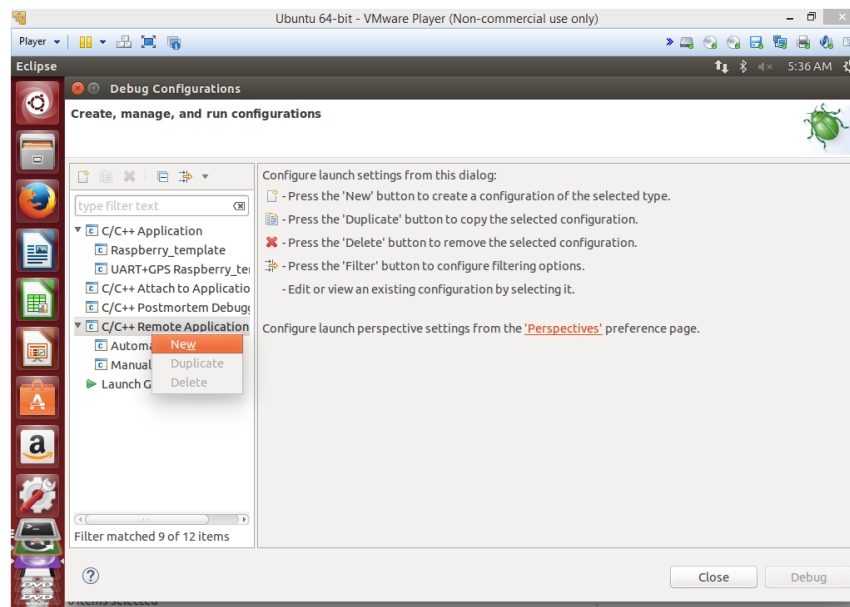 Ubuntu 64-bit - VMware Player (Non-commercial use only)
Player
Eclipse
5:36 AM
Debug Configurations
Create, manage, and run configurations
type filter text
C/C++ Application
Raspberry_template
UART+GPS Raspberry_te
C/C++ Attach to Applicatio
C/C++ Postmortem Debug
C/C++ Remote Application
Automa
Manual
Launch G
New
Duplicate
Delete
Filter matched 9 of 12 items
Configure launch settings from this dialog:
- Press the 'New' button to create a configuration of the selected type.
- Press the 'Duplicate' button to copy the selected configuration.
- Press the 'Delete' button to remove the selected configuration.
- Press the 'Filter' button to configure filtering options.
- Edit or view an existing configuration by selecting it.
Configure launch perspective settings from the 'Perspectives' preference page.
Close
Debug
0 items selected